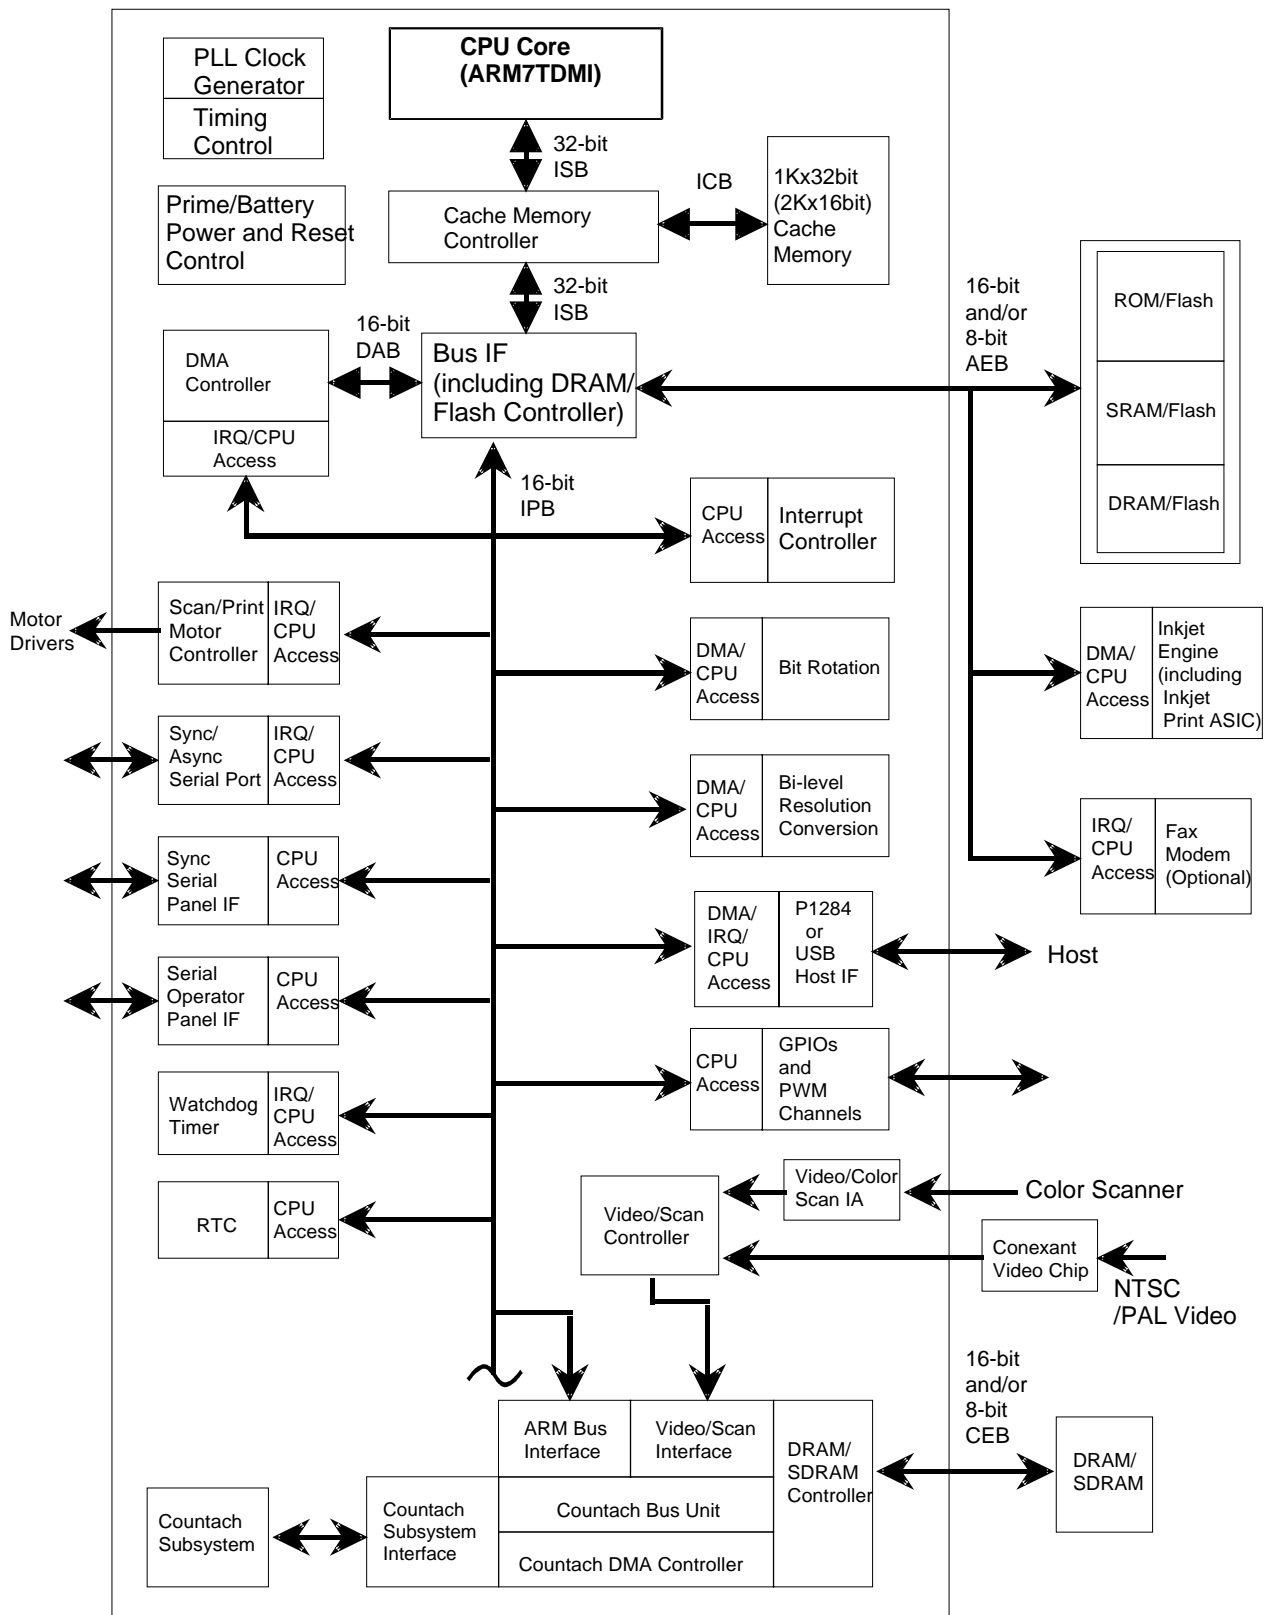 PLL Clock
Generator
Timing
Control
CPU Core
(ARM7TDMI)
32-bit
ISB
Prime/Battery
Power and Reset
Control
Cache Memory
Controller
ICB
1Kx32bit
(2Kx16bit)
Cache
Memory
32-bit
ISB
16-bit
and/or
8-bit
AEB
ROM/Flash
SRAM/Flash
DRAM/Flash
DMA
Controller
IRQ/CPU
Access
16-bit
DAB
Bus IF
(including DRAM/
Flash Controller)
16-bit
IPB
CPU
Access
Interrupt
Controller
Motor
Drivers
Scan/Print
Motor
Controller
IRQ/
CPU
Access
DMA/
CPU
Access
Bit Rotation
DMA/
CPU
Access
Inkjet
Engine
(including
Inkjet
Print ASIC)
Sync/
Async
Serial Port
IRQ/
CPU
Access
DMA/
CPU
Access
Bi-level
Resolution
Conversion
IRQ/
CPU
Access
Fax
Modem
(Optional)
Sync
Serial
Panel IF
CPU
Access
DMA/
IRQ/
CPU
Access
P1284
or
USB
Host IF
Host
Serial
Operator
Panel IF
CPU
Access
CPU
Access
GPIOs
and
PWM
Channels
Watchdog
Timer
IRQ/
CPU
Access
RTC
CPU
Access
Video/Scan
Controller
Video/Color
Scan IA
Color Scanner
Conexant
Video Chip
NTSC
/PAL Video
16-bit
and/or
8-bit
CEB
ARM Bus
Interface
Video/Scan
Interface
DRAM/
SDRAM
Controller
DRAM/
SDRAM
Countach
Subsystem
Countach
Subsystem
Interface
Countach Bus Unit
Countach DMA Controller